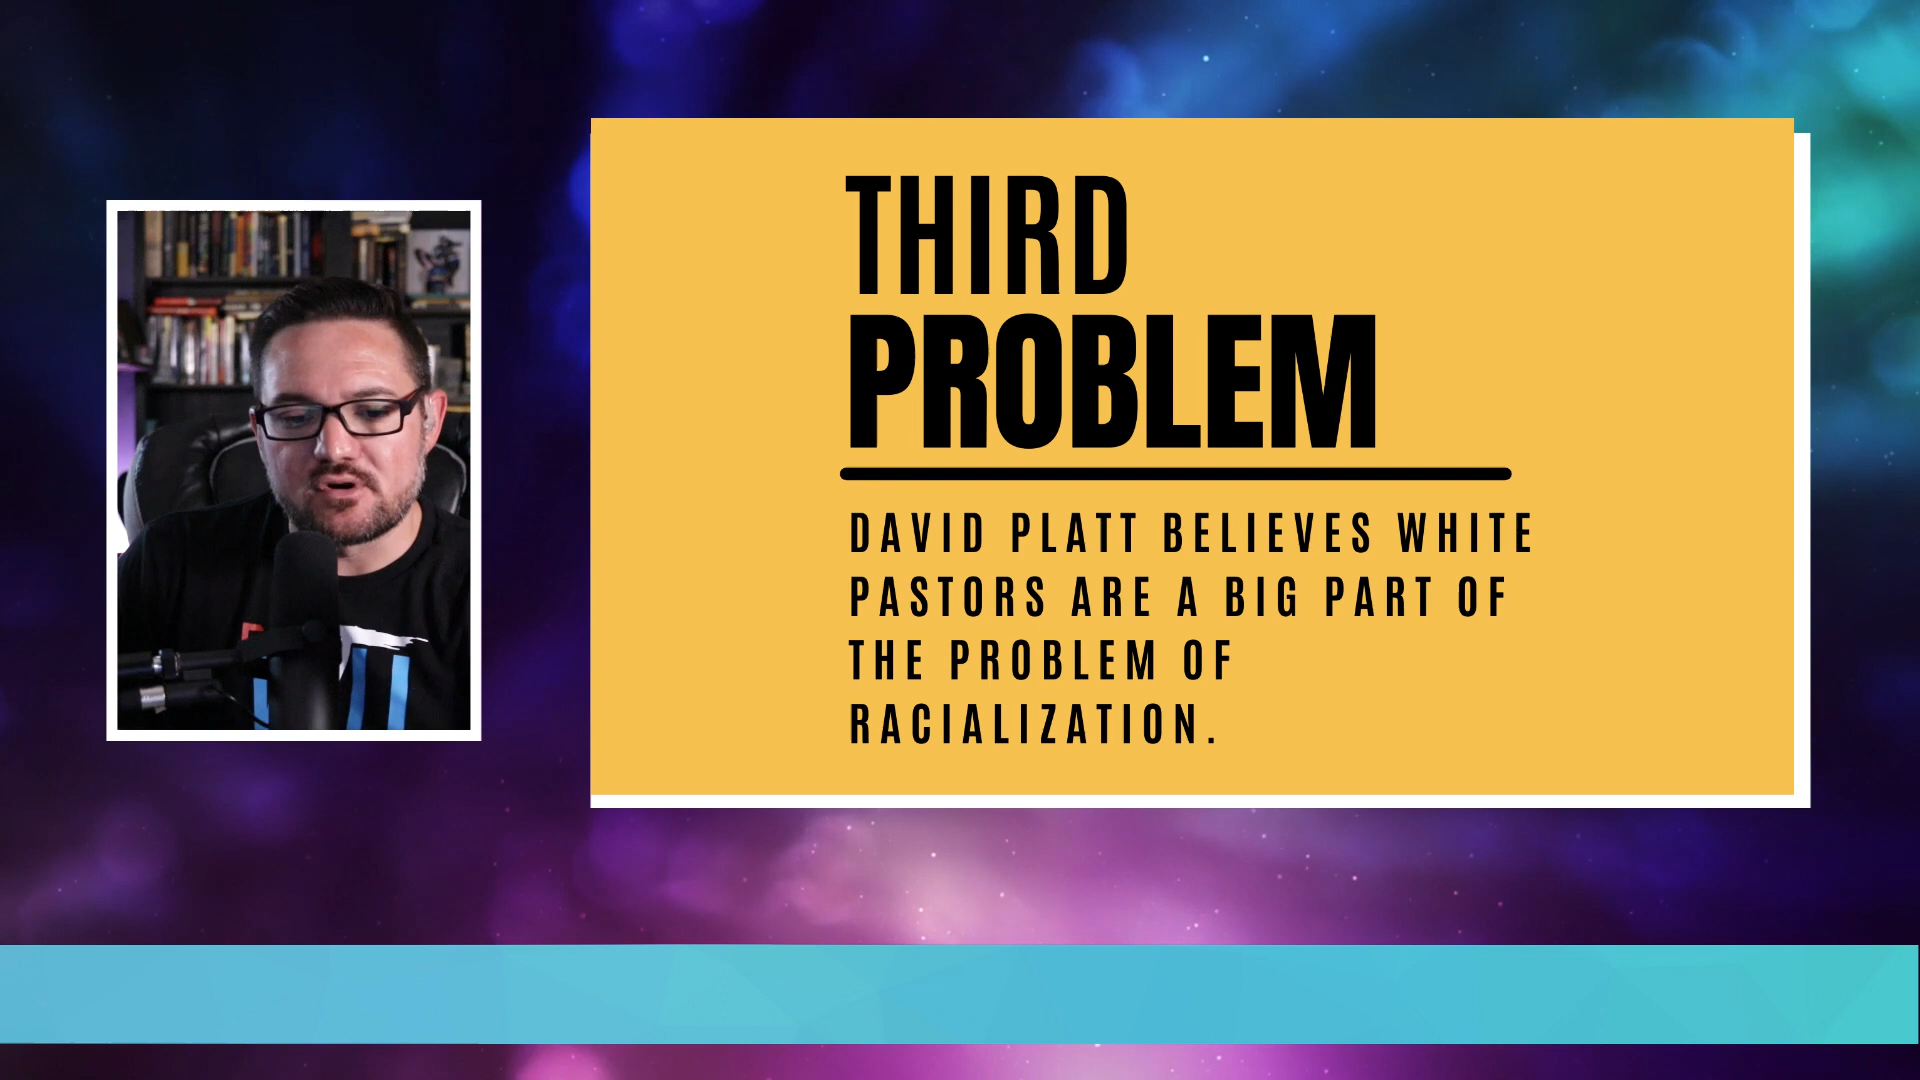 THIRD
PROBLEM
DAVID PLATT BELIEVES WHITE
PASTORS ARE A BIG PART OF
THE PROBLEM OF
RACIALIZATION.